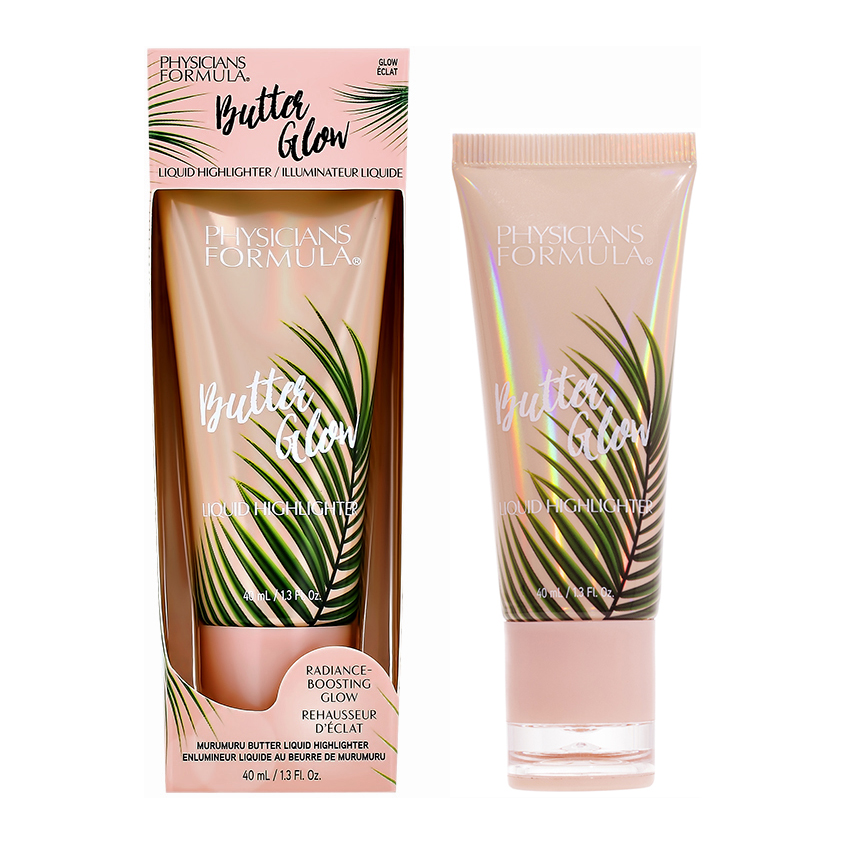 PHYSICIANS
FORMULA®
GLOW
ÉCLAT
Butter
Glow
LIQUID HIGHLIGHTER / ILLUMINATEUR LIQUIDE
PHYSICIANS
FORMULA®
Butter
Glow
LIQUID HIGHLIGHTER
40 mL / 1.3 Fl. Oz.
RADIANCE-
BOOSTING
GLOW
REHAUSSEUR
D'ÉCLAT
MURUMURU BUTTER LIQUID HIGHLIGHTER
ENLUMINEUR LIQUIDE AU BEURRE DE MURUMURU
40 mL / 1.3 Fl. Oz.
PHYSICIANS
FORMULA®
Butter
Glow
LIQUID HIGHLIGHTER
40 mL / 1.3 Fl. Oz.